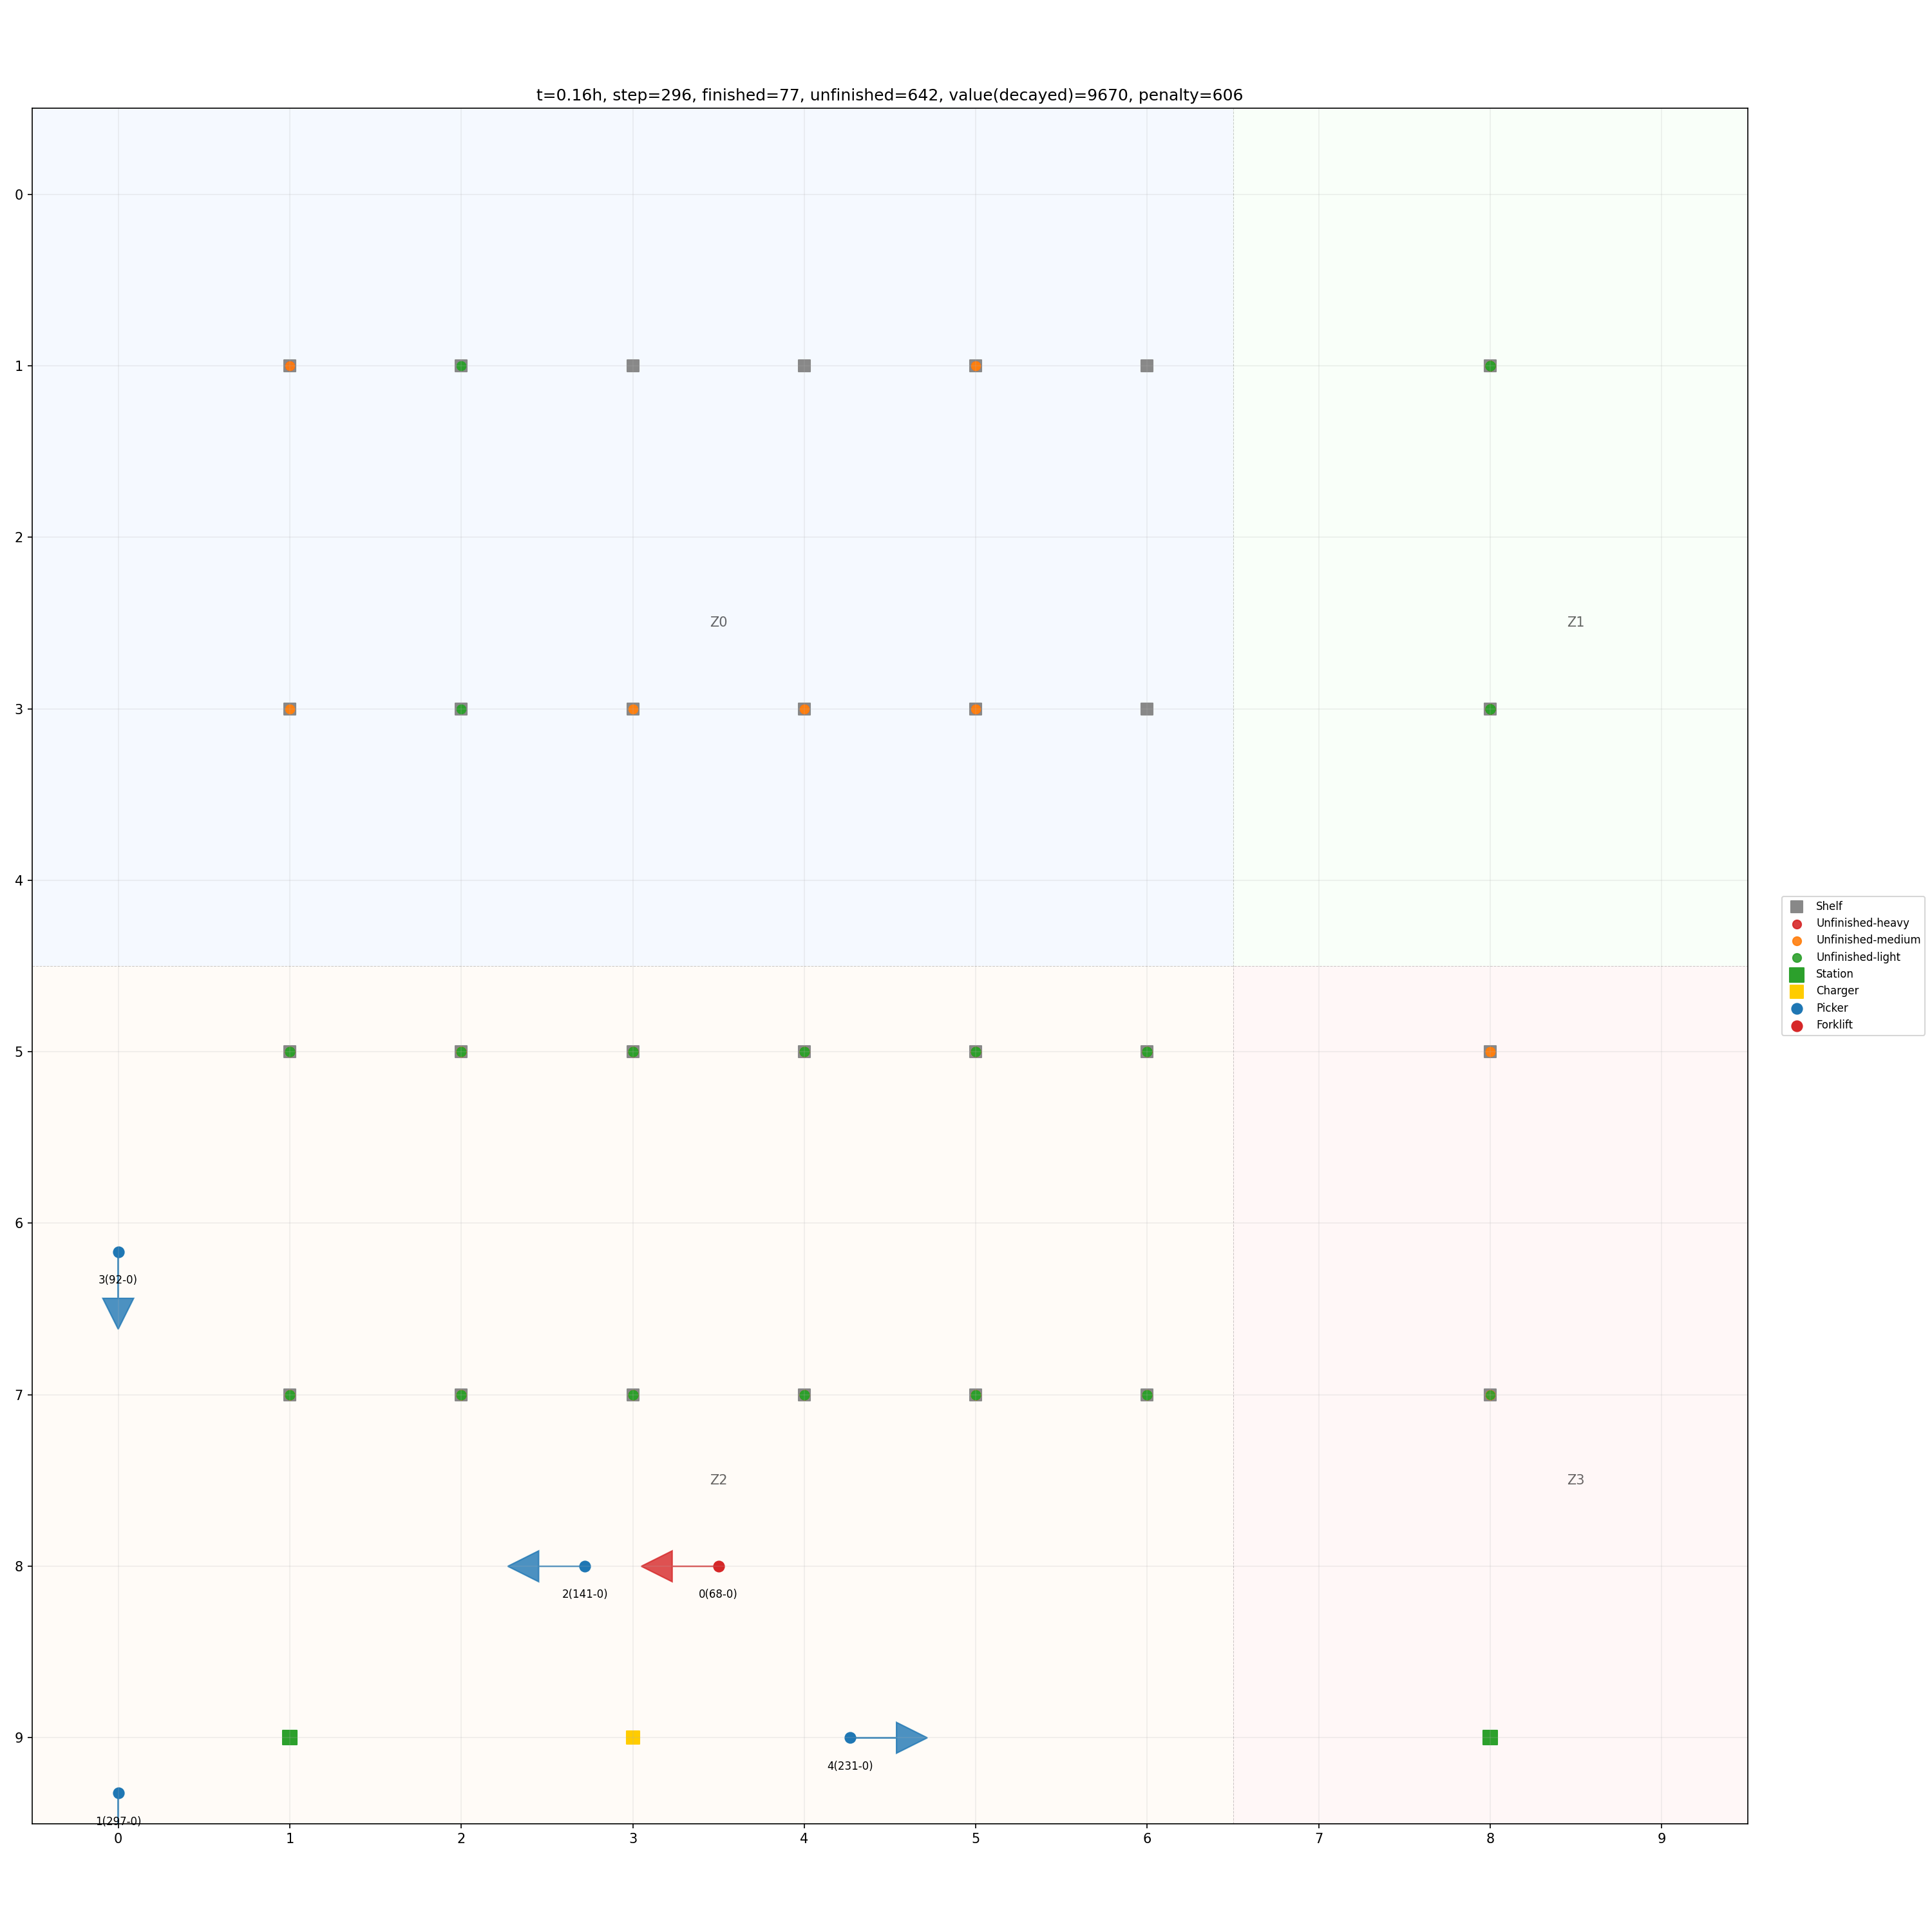 t=0.16h, step=296, finished=77, unfinished=642, value(decayed)=9670, penalty=606
0
1
2
Z0
Z1
3
4
Shelf
Unfinished-heavy
Unfinished-medium
Unfinished-light
Station
Charger
Picker
Forklift
5
6
3(92-0)
7
Z2
Z3
8
2(141-0)
0(68-0)
9
4(231-0)
1(297-0)
0
1
2
3
4
5
6
7
8
9